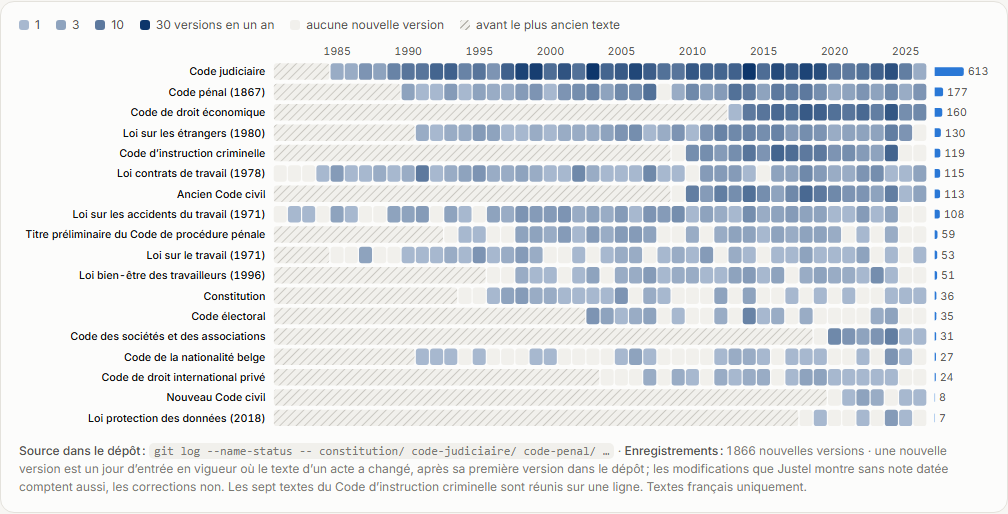 1 3 10 30 versions en un an aucune nouvelle version avant le plus ancien texte
1985 1990 1995 2000 2005 2010 2015 2020 2025
Code judiciaire 613
Code pénal (1867) 177
Code de droit économique 160
Loi sur les étrangers (1980) 130
Code d'instruction criminelle 119
Loi contrats de travail (1978) 115
Ancien Code civil 113
Loi sur les accidents du travail (1971) 108
Titre préliminaire du Code de procédure pénale 59
Loi sur le travail (1971) 53
Loi bien-être des travailleurs (1996) 51
Constitution 36
Code électoral 35
Code des sociétés et des associations 31
Code de la nationalité belge 27
Code de droit international privé 24
Nouveau Code civil 8
Loi protection des données (2018) 7
Source dans le dépôt : git log --name-status -- constitution/ code-judiciaire/ code-penal/ … · Enregistrements : 1866 nouvelles versions · une nouvelle
version est un jour d'entrée en vigueur où le texte d'un acte a changé, après sa première version dans le dépôt ; les modifications que Justel montre sans note datée
comptent aussi, les corrections non. Les sept textes du Code d'instruction criminelle sont réunis sur une ligne. Textes français uniquement.